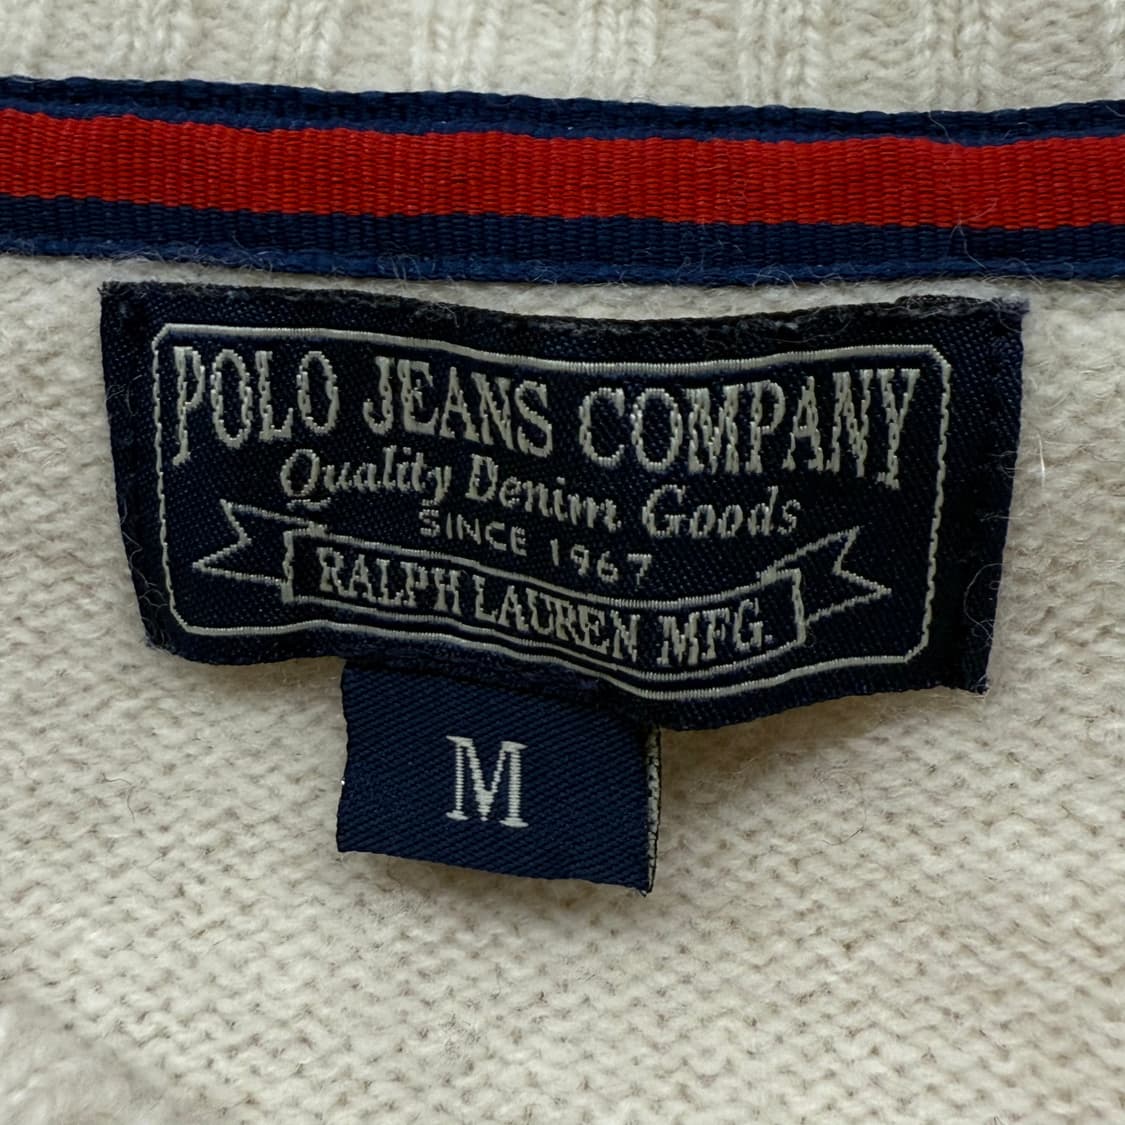 POLO JEANS COMPANY
Quality Denim Goods
SINCE 1967
RALPH LAUREN MFG.
M